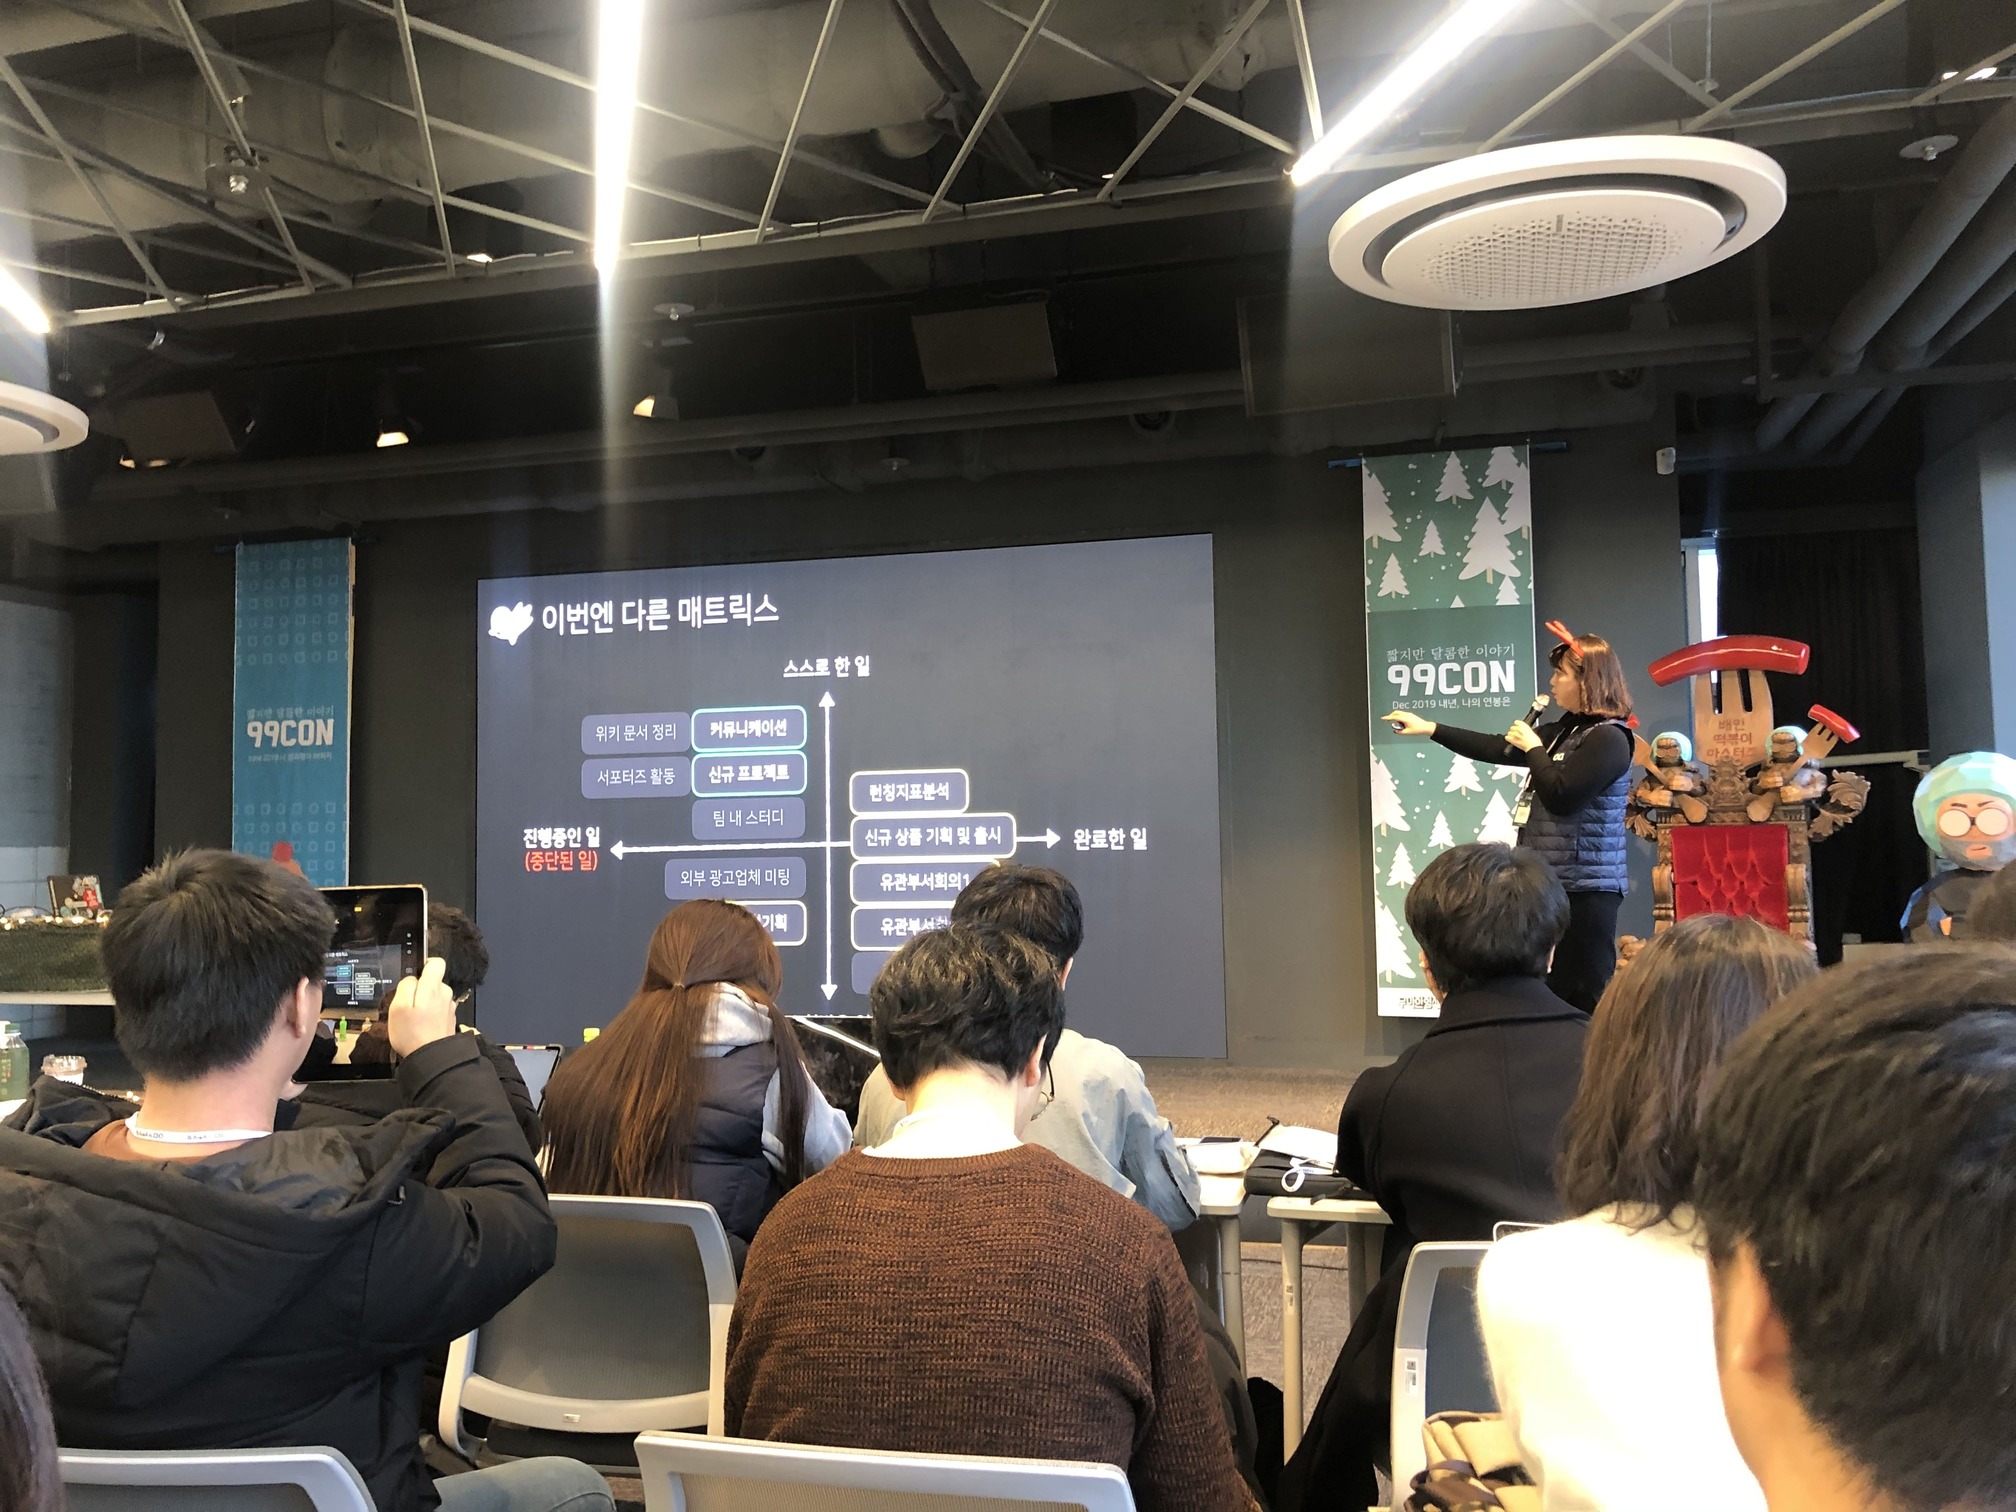 이번엔 다른 매트릭스
스스로 한 일
위키 문서 정리
커뮤니케이션
서포터즈 활동
신규 프로젝트
팀 내 스터디
런칭지표분석
진행중인 일
(중단된 일)
신규 상품 기획 및 출시
완료한 일
외부 광고업체 미팅
유관부서회의1
기획
유관부서
짧지만 달콤한 이야기
99CON
짧지만 달콤한 이야기
99CON
Dec 2019 내년, 나의 연봉은
배민
떡볶이
마스터즈